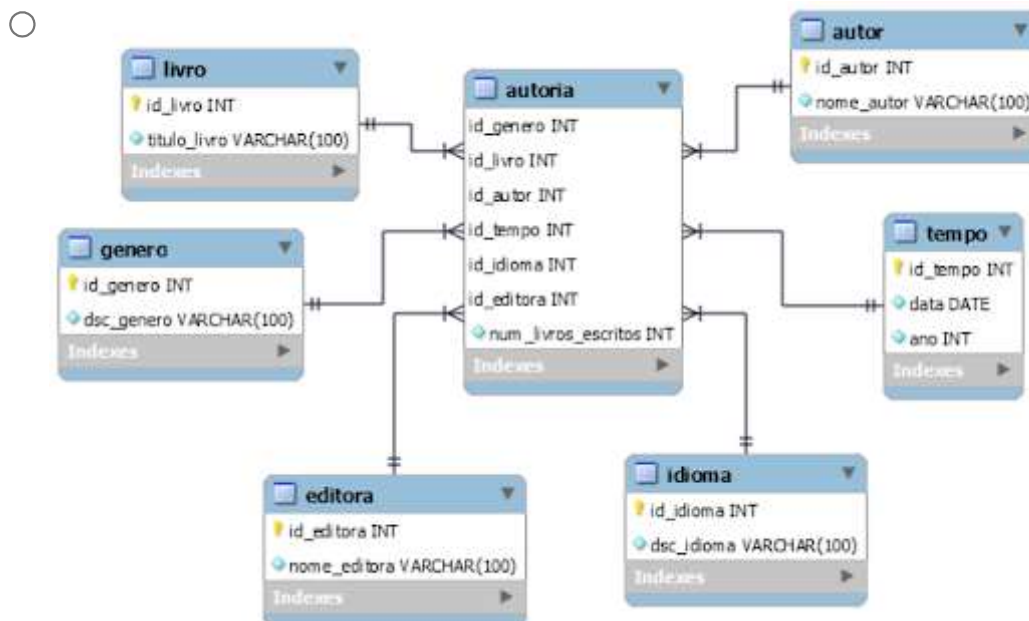 livro
id_livro INT
titulo_livro VARCHAR(100)
Indexes
genero
id_genero INT
dsc_genero VARCHAR(100)
Indexes
autoria
id_genero INT
id_livro INT
id_autor INT
id_tempo INT
id_idioma INT
id_editora INT
num_livros_escritos INT
Indexes
autor
id_autor INT
nome_autor VARCHAR(100)
Indexes
tempo
id_tempo INT
data DATE
ano INT
Indexes
editora
id_editora INT
nome_editora VARCHAR(100)
Indexes
idioma
id_idioma INT
dsc_idioma VARCHAR(100)
Indexes